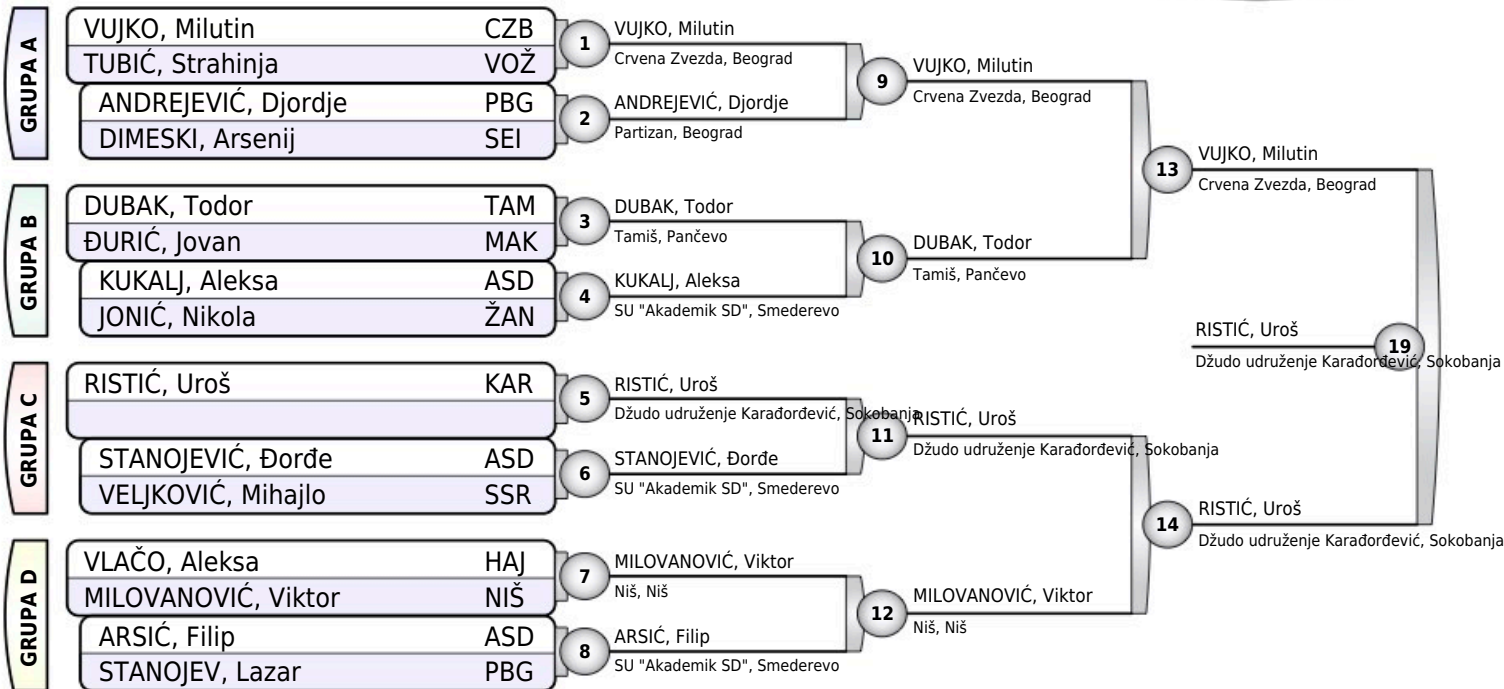 GRUPA A
VUJKO, Milutin CZB
TUBIĆ, Strahinja VOŽ
ANDREJEVIĆ, Djordje PBG
DIMESKI, Arsenij SEI
GRUPA B
DUBAK, Todor TAM
ĐURIĆ, Jovan MAK
KUKALJ, Aleksa ASD
JONIĆ, Nikola ŽAN
GRUPA C
RISTIĆ, Uroš KAR
STANOJEVIĆ, Đorđe ASD
VELJKOVIĆ, Mihajlo SSR
GRUPA D
VLAČO, Aleksa HAJ
MILOVANOVIĆ, Viktor NIŠ
ARSIĆ, Filip ASD
STANOJEV, Lazar PBG
1
VUJKO, Milutin
Crvena Zvezda, Beograd
2
ANDREJEVIĆ, Djordje
Partizan, Beograd
3
DUBAK, Todor
Tamiš, Pančevo
4
KUKALJ, Aleksa
SU "Akademik SD", Smederevo
5
RISTIĆ, Uroš
Džudo udruženje Karađorđević, Sokobanja
6
STANOJEVIĆ, Đorđe
SU "Akademik SD", Smederevo
7
MILOVANOVIĆ, Viktor
Niš, Niš
8
ARSIĆ, Filip
SU "Akademik SD", Smederevo
9
VUJKO, Milutin
Crvena Zvezda, Beograd
10
DUBAK, Todor
Tamiš, Pančevo
11
RISTIĆ, Uroš
Džudo udruženje Karađorđević, Sokobanja
12
MILOVANOVIĆ, Viktor
Niš, Niš
13
VUJKO, Milutin
Crvena Zvezda, Beograd
14
RISTIĆ, Uroš
Džudo udruženje Karađorđević, Sokobanja
RISTIĆ, Uroš
19
Džudo udruženje Karađorđević, Sokobanja